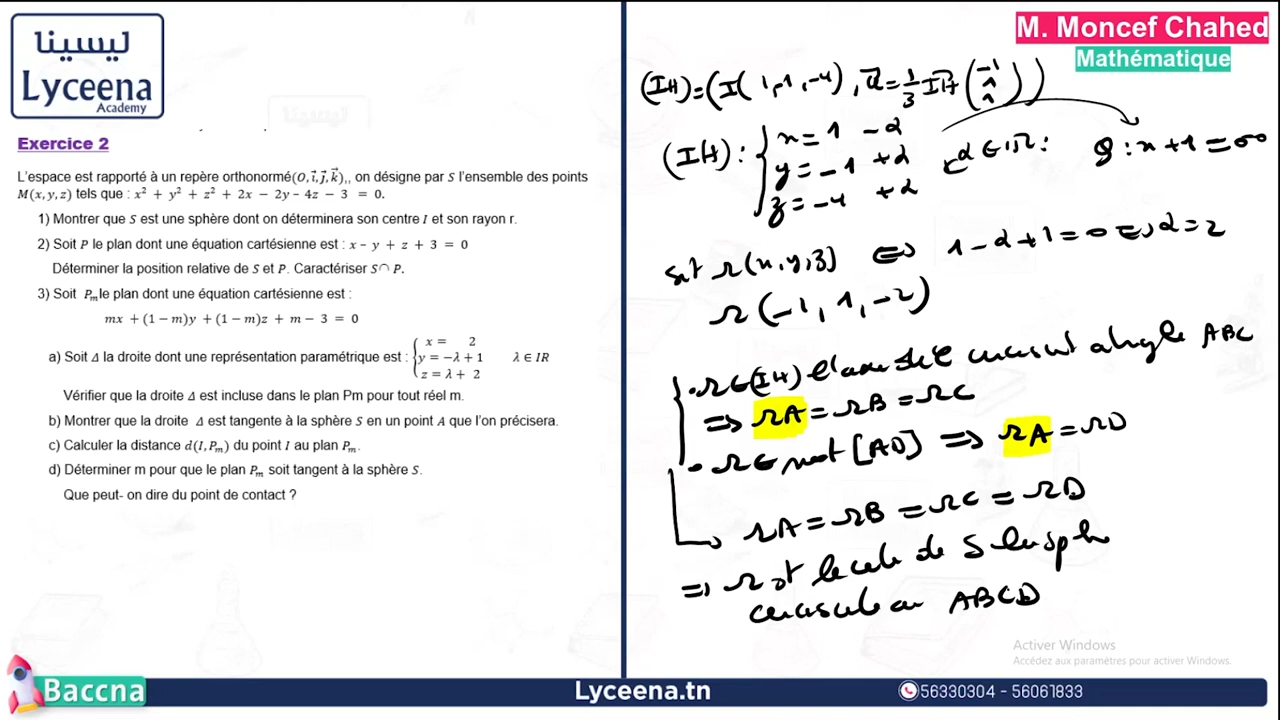 ليسينا
Lyceena
Academy
Exercice 2
L'espace est opporté à un repère orthonormé(O, i⃗, j⃗, k⃗),, on désigne par S l'ensemble des points
M(x, y, z) tels que : x² + y² + z² + 2x − 2y − 4z − 3 = 0.
1) Montrer que S est une sphère dont on déterminera son centre I et son rayon r.
2) Soit P le plan dont une équation cartésienne est : x − y + z + 3 = 0
Déterminer la position relative de S et P. Caractériser S∩ P.
3) Soit Pₘle plan dont une équation cartésienne est :
mx + (1 − m)y + (1 − m)z + m − 3 = 0
a) Soit Δ la droite dont une représentation paramétrique est : { x = 2
y = −λ + 1 λ ∈ IR
z = λ + 2
Vérifier que la droite Δ est incluse dans le plan Pm pour tout réel m.
b) Montrer que la droite Δ est tangente à la sphère S en un point A que l'on précisera.
c) Calculer la distance d(I, Pₘ) du point I au plan Pₘ.
d) Déterminer m pour que le plan Pₘ soit tangent à la sphère S.
Que peut- on dire du point de contact ?
M. Moncef Chahed
Mathématique
(IH) = (I(1, -1, -4), u⃗ = 1/3 IH⃗ (-1 1 1))
(IH) : { x = 1 - α
y = -1 + α α ∈ IR : Q : x + 1 = 0
z = -4 + α
Ω(x, y, z) ⇔ 1 - α + 1 = 0 ⇔ α = 2
Ω(-1, 1, -2)
• Ω ∈ (IH) l'axe ABC
⇒ ΩA = ΩB = ΩC
• Ω ∈ [AD] ⇒ ΩA = ΩD
ΩA = ΩB = ΩC = ΩD
⇒ Ω est le de S
ABCD
Activer Windows
Accédez aux paramètres pour activer Windows.
Baccna
Lyceena.tn
56330304 - 56061833